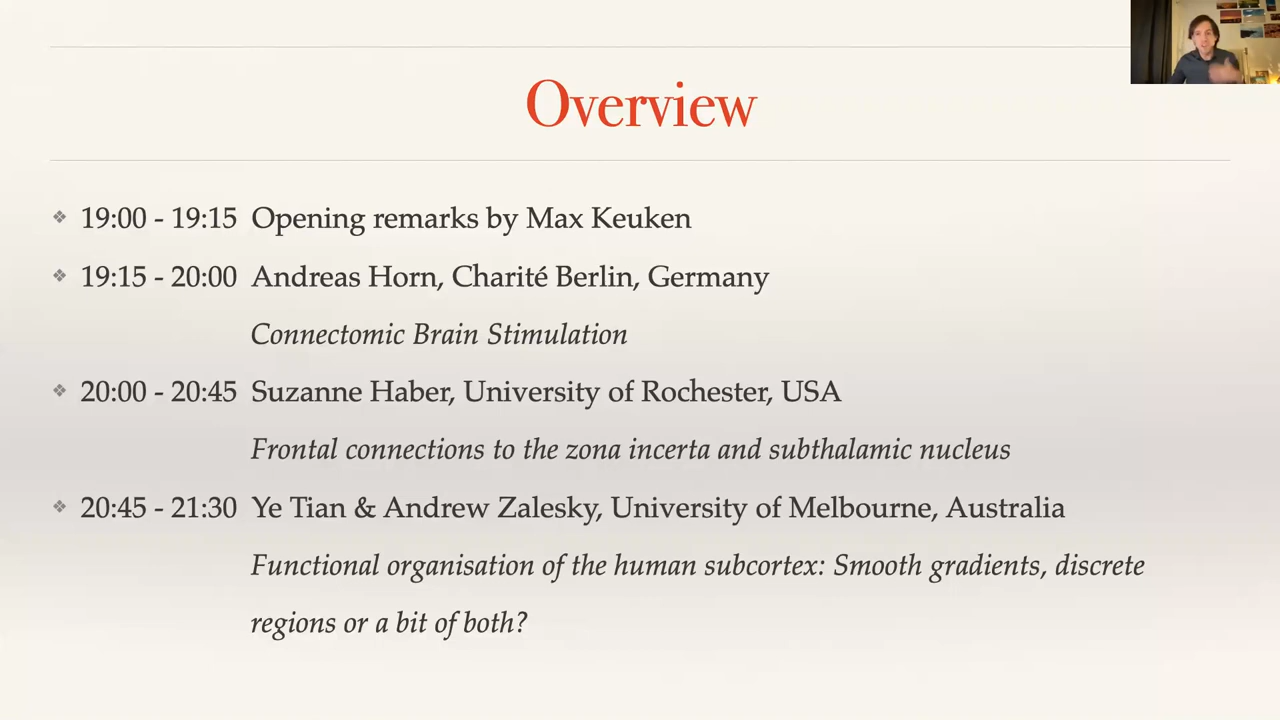 Overview
❖ 19:00 - 19:15 Opening remarks by Max Keuken
❖ 19:15 - 20:00 Andreas Horn, Charité Berlin, Germany
Connectomic Brain Stimulation
❖ 20:00 - 20:45 Suzanne Haber, University of Rochester, USA
Frontal connections to the zona incerta and subthalamic nucleus
❖ 20:45 - 21:30 Ye Tian & Andrew Zalesky, University of Melbourne, Australia
Functional organisation of the human subcortex: Smooth gradients, discrete
regions or a bit of both?